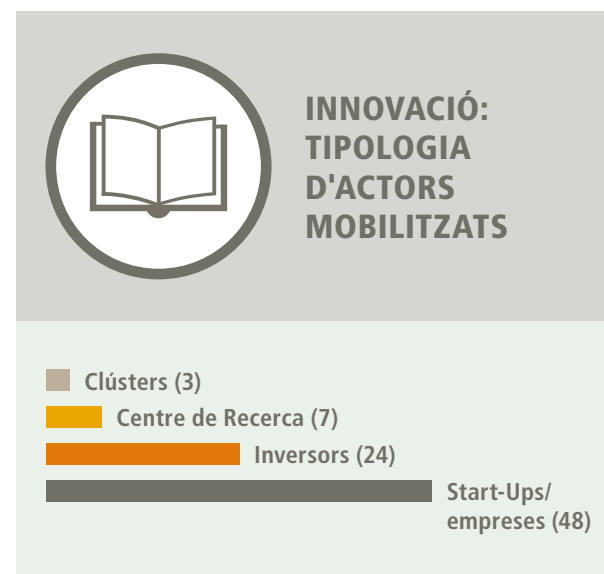 INNOVACIÓ:
TIPOLOGIA
D'ACTORS
MOBILITZATS
Clústers (3)
Centre de Recerca (7)
Inversors (24)
Start-Ups/
empreses (48)